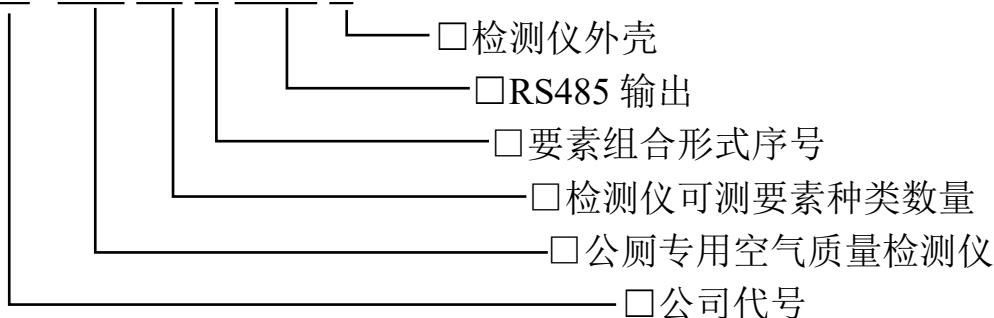 □检测仪外壳
□RS485 输出
□要素组合形式序号
□检测仪可测要素种类数量
□公厕专用空气质量检测仪
□公司代号